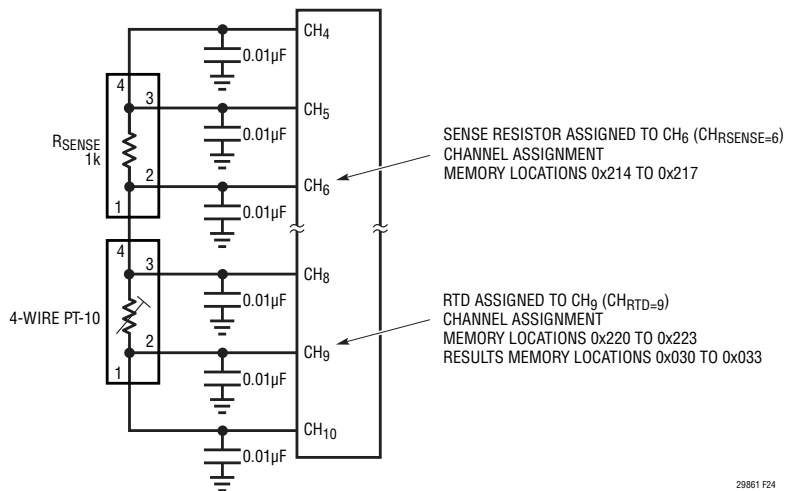 CH4
0.01µF
4
3
CH5
RSENSE
1k
0.01µF
2
CH6
1
0.01µF
SENSE RESISTOR ASSIGNED TO CH6 (CHRSENSE=6)
CHANNEL ASSIGNMENT
MEMORY LOCATIONS 0x214 TO 0x217
4
3
CH8
4-WIRE PT-10
0.01µF
2
CH9
1
0.01µF
RTD ASSIGNED TO CH9 (CHRTD=9)
CHANNEL ASSIGNMENT
MEMORY LOCATIONS 0x220 TO 0x223
RESULTS MEMORY LOCATIONS 0x030 TO 0x033
CH10
0.01µF
29861 F24